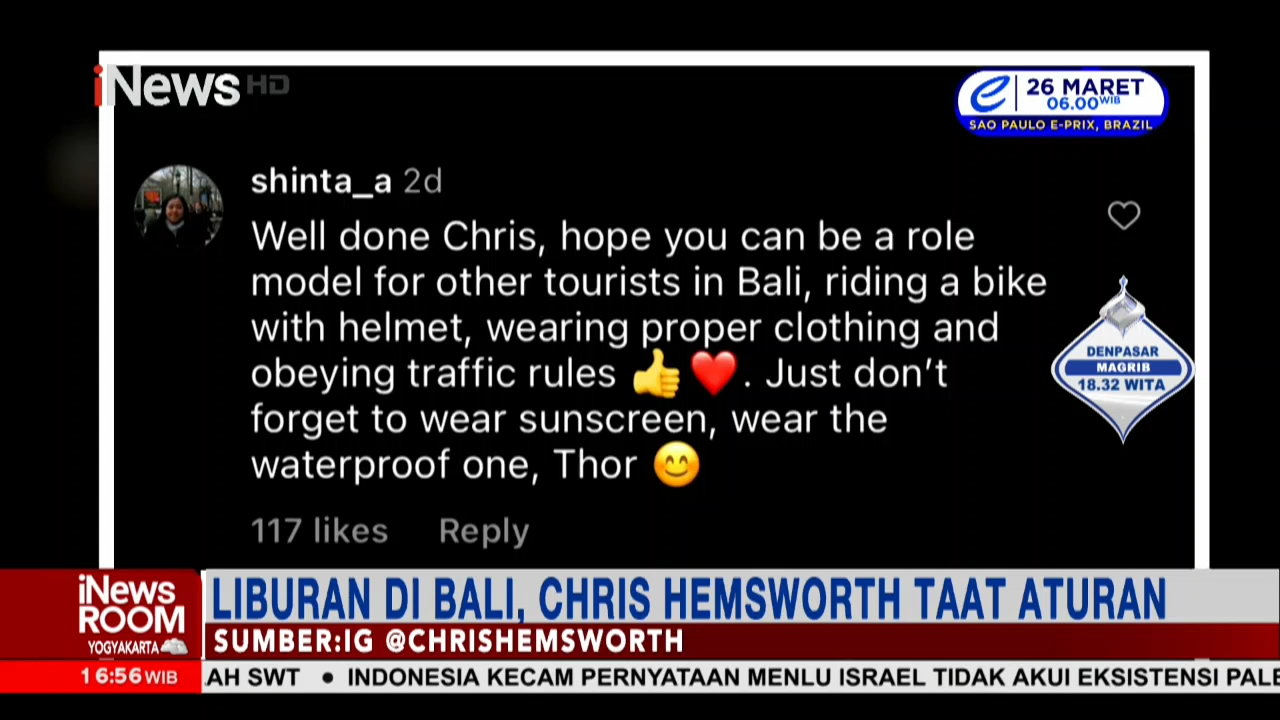 iNews HD
26 MARET
06.00 WIB
SAO PAULO E-PRIX, BRAZIL
shinta_a 2d
Well done Chris, hope you can be a role
model for other tourists in Bali, riding a bike
with helmet, wearing proper clothing and
obeying traffic rules 👍❤️. Just don’t
forget to wear sunscreen, wear the
waterproof one, Thor 😊
117 likes Reply
DENPASAR
MAGRIB
18.32 WITA
iNews
ROOM
YOGYAKARTA
LIBURAN DI BALI, CHRIS HEMSWORTH TAAT ATURAN
SUMBER:IG @CHRISHEMSWORTH
16:56 WIB
AH SWT • INDONESIA KECAM PERNYATAAN MENLU ISRAEL TIDAK AKUI EKSISTENSI PALE